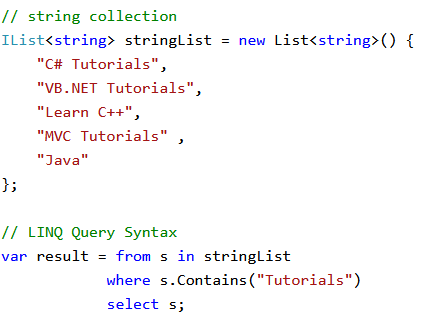 // string collection
IList<string> stringList = new List<string>() {
    "C# Tutorials",
    "VB.NET Tutorials",
    "Learn C++",
    "MVC Tutorials" ,
    "Java"
};
// LINQ Query Syntax
var result = from s in stringList
            where s.Contains("Tutorials")
            select s;